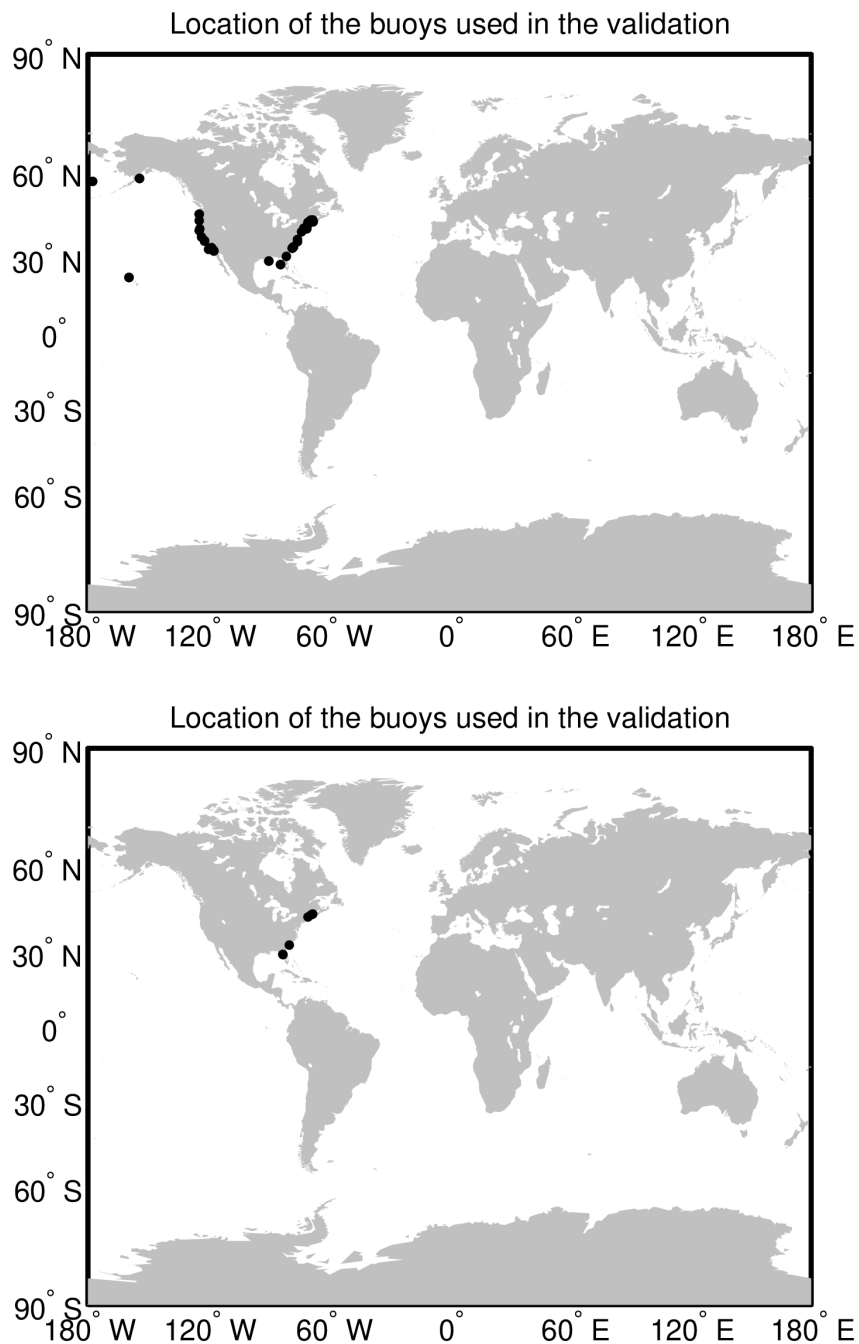 Location of the buoys used in the validation
90° N
60° N
30° N
0°
30° S
60° S
90° S
180° W 120° W 60° W 0° 60° E 120° E 180° E
Location of the buoys used in the validation
90° N
60° N
30° N
0°
30° S
60° S
90° S
180° W 120° W 60° W 0° 60° E 120° E 180° E